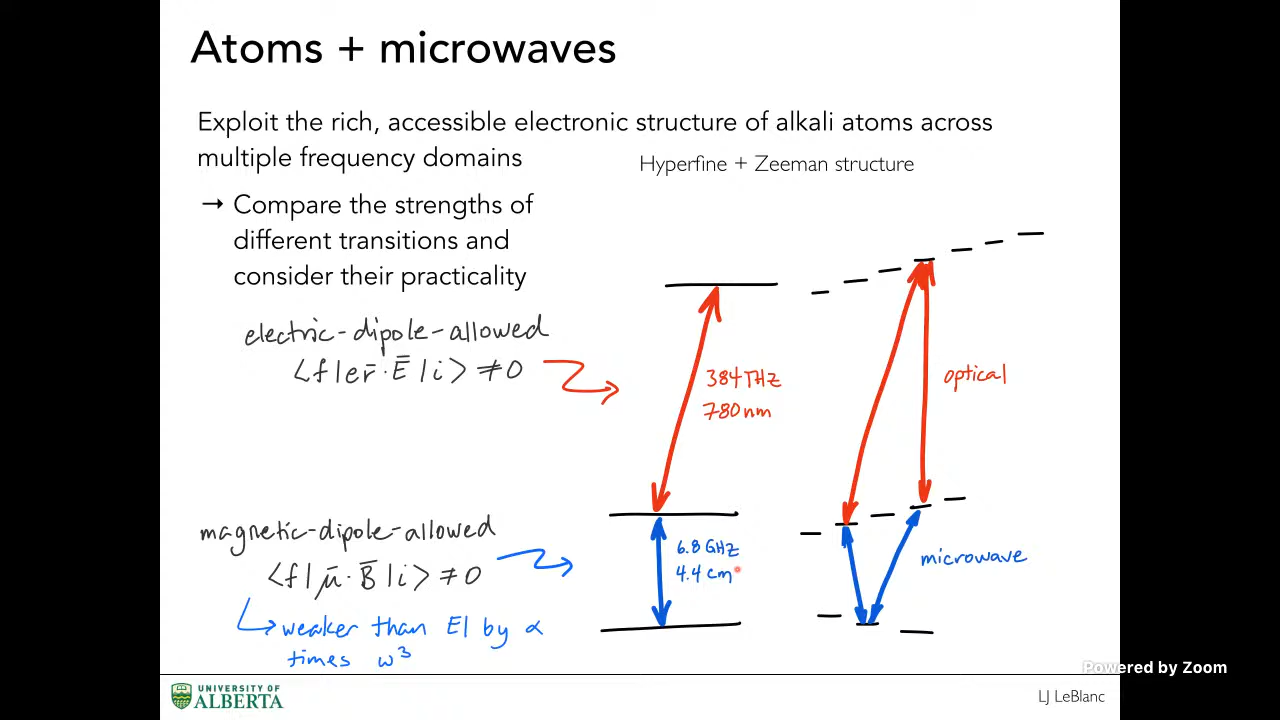 Atoms + microwaves
Exploit the rich, accessible electronic structure of alkali atoms across
multiple frequency domains
Hyperfine + Zeeman structure
→ Compare the strengths of
different transitions and
consider their practicality
electric-dipole-allowed
⟨f|er̄·Ē|i⟩ ≠ 0
384 THz
780 nm
optical
magnetic-dipole-allowed
⟨f|μ̄·B̄|i⟩ ≠ 0
6.8 GHz
4.4 cm
microwave
↳ weaker than E1 by α
times ω³
Powered by Zoom
UNIVERSITY OF
ALBERTA
LJ LeBlanc